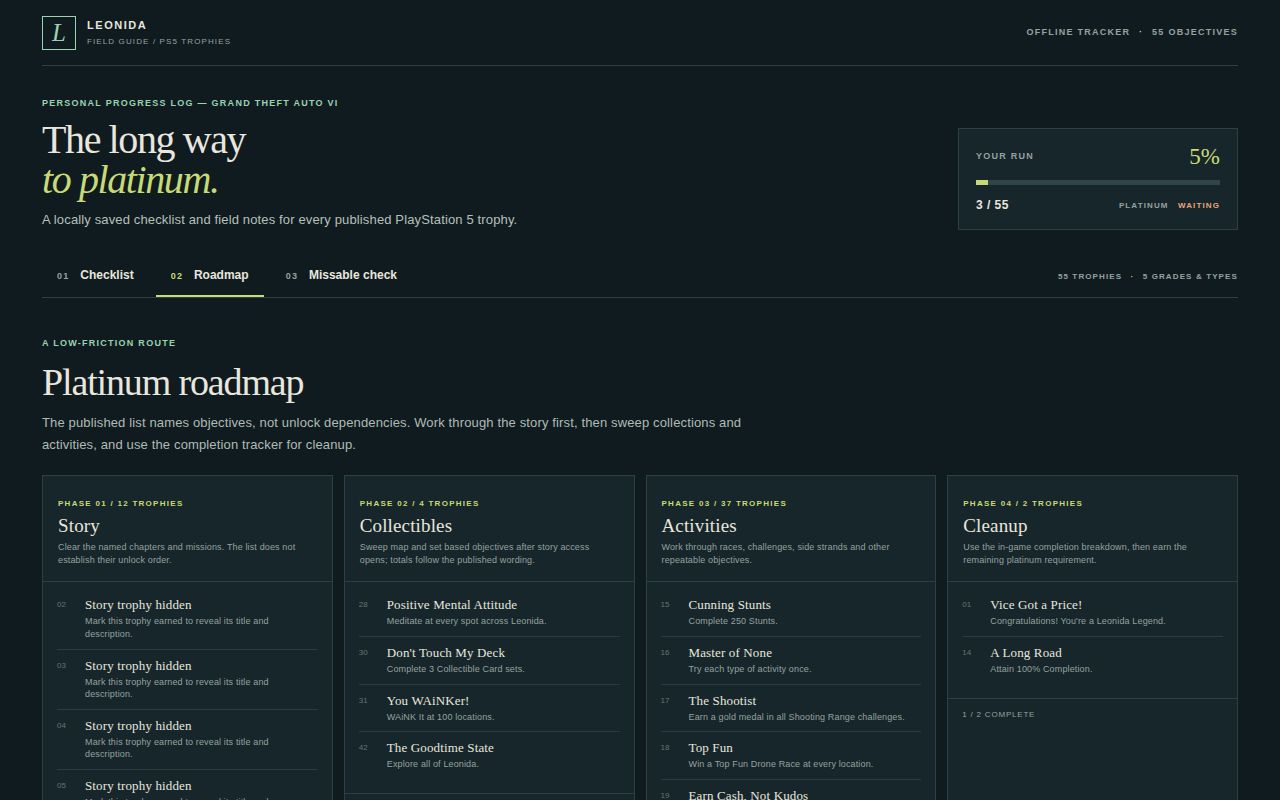 L
LEONIDA
FIELD GUIDE / PS5 TROPHIES
OFFLINE TRACKER · 55 OBJECTIVES
PERSONAL PROGRESS LOG — GRAND THEFT AUTO VI
The long way
to platinum.
A locally saved checklist and field notes for every published PlayStation 5 trophy.
YOUR RUN
5%
3 / 55
PLATINUM WAITING
01 Checklist
02 Roadmap
03 Missable check
55 TROPHIES · 5 GRADES & TYPES
A LOW-FRICTION ROUTE
Platinum roadmap
The published list names objectives, not unlock dependencies. Work through the story first, then sweep collections and
activities, and use the completion tracker for cleanup.
PHASE 01 / 12 TROPHIES
Story
Clear the named chapters and missions. The list does not
establish their unlock order.
02 Story trophy hidden
Mark this trophy earned to reveal its title and
description.
03 Story trophy hidden
Mark this trophy earned to reveal its title and
description.
04 Story trophy hidden
Mark this trophy earned to reveal its title and
description.
05 Story trophy hidden
PHASE 02 / 4 TROPHIES
Collectibles
Sweep map and set based objectives after story access
opens; totals follow the published wording.
28 Positive Mental Attitude
Meditate at every spot across Leonida.
30 Don't Touch My Deck
Complete 3 Collectible Card sets.
31 You WAiNKer!
WAiNK It at 100 locations.
42 The Goodtime State
Explore all of Leonida.
PHASE 03 / 37 TROPHIES
Activities
Work through races, challenges, side strands and other
repeatable objectives.
15 Cunning Stunts
Complete 250 Stunts.
16 Master of None
Try each type of activity once.
17 The Shootist
Earn a gold medal in all Shooting Range challenges.
18 Top Fun
Win a Top Fun Drone Race at every location.
19 Earn Cash, Not Kudos
PHASE 04 / 2 TROPHIES
Cleanup
Use the in-game completion breakdown, then earn the
remaining platinum requirement.
01 Vice Got a Price!
Congratulations! You're a Leonida Legend.
14 A Long Road
Attain 100% Completion.
1 / 2 COMPLETE